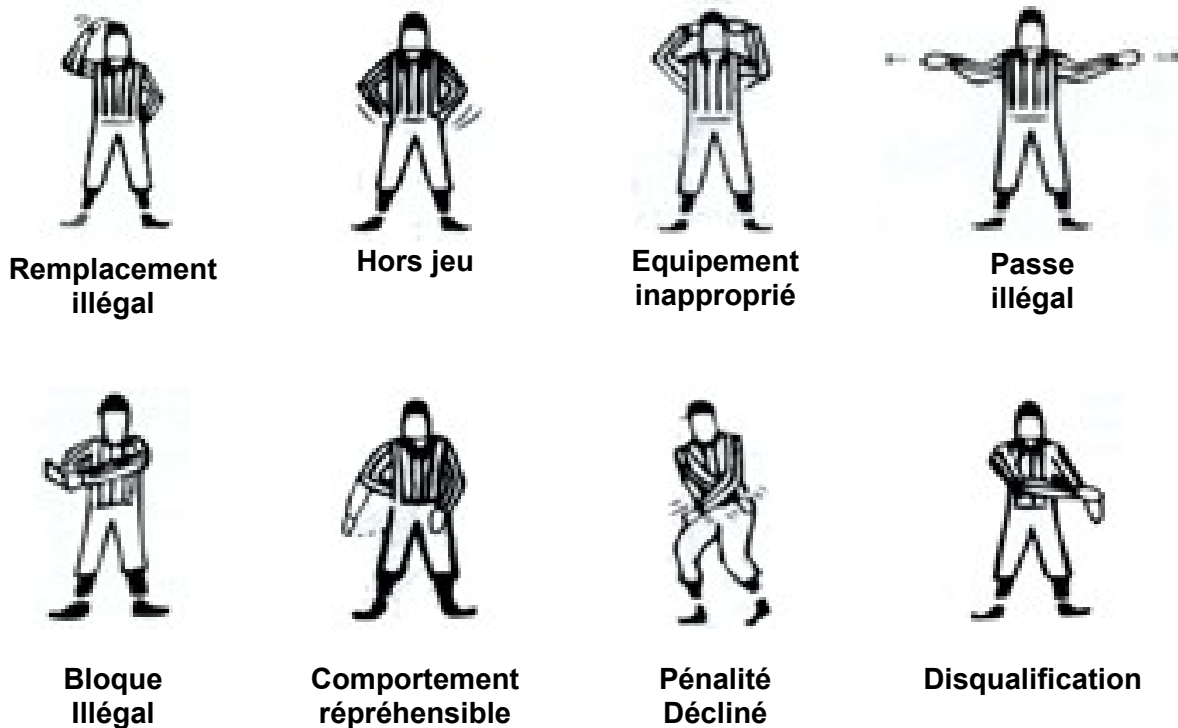 Remplacement
illégal
Hors jeu
Equipement
inapproprié
Passe
illégal
Bloque
Illégal
Comportement
répréhensible
Pénalité
Décliné
Disqualification